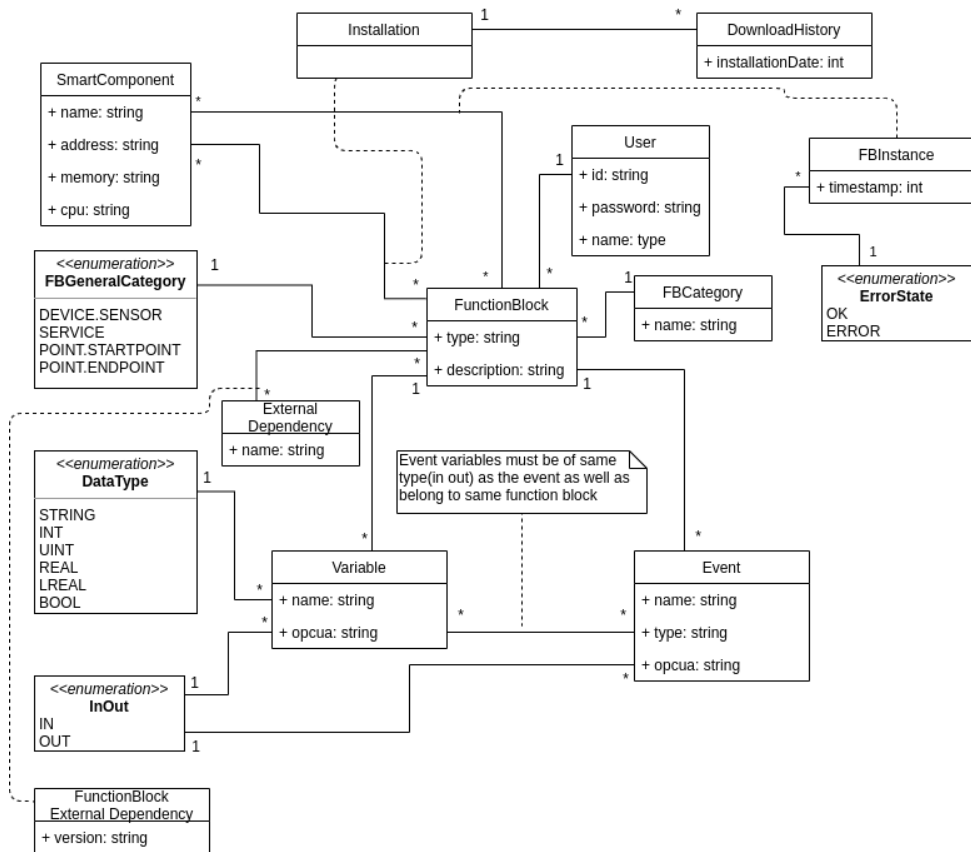 Installation
1
*
DownloadHistory
+ installationDate: int
SmartComponent
+ name: string
+ address: string
+ memory: string
+ cpu: string
*
*
User
+ id: string
+ password: string
+ name: type
1
*
FBInstance
+ timestamp: int
*
1
<<enumeration>>
ErrorState
OK
ERROR
<<enumeration>>
FBGeneralCategory
DEVICE.SENSOR
SERVICE
POINT.STARTPOINT
POINT.ENDPOINT
1
*
*
*
FunctionBlock
+ type: string
+ description: string
*
1
1
*
1
FBCategory
+ name: string
*
External
Dependency
+ name: string
Event variables must be of same
type(in out) as the event as well as
belong to same function block
<<enumeration>>
DataType
STRING
INT
UINT
REAL
LREAL
BOOL
1
*
*
Variable
+ name: string
+ opcua: string
*
*
*
*
Event
+ name: string
+ type: string
+ opcua: string
*
*
<<enumeration>>
InOut
IN
OUT
1
1
FunctionBlock
External Dependency
+ version: string